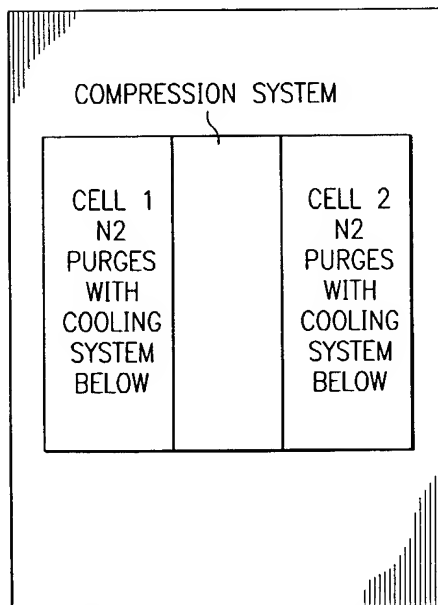 COMPRESSION SYSTEM
CELL 1
N2
PURGES
WITH
COOLING
SYSTEM
BELOW
CELL 2
N2
PURGES
WITH
COOLING
SYSTEM
BELOW